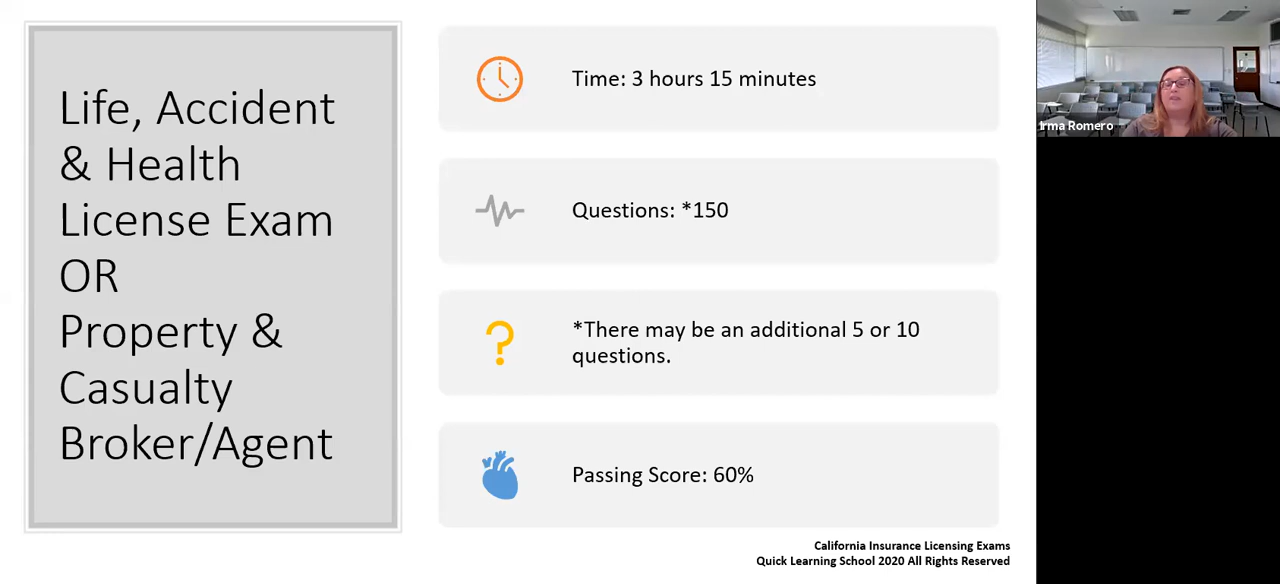 Life, Accident
& Health
License Exam
OR
Property &
Casualty
Broker/Agent
Time: 3 hours 15 minutes
Questions: *150
*There may be an additional 5 or 10
questions.
Passing Score: 60%
California Insurance Licensing Exams
Quick Learning School 2020 All Rights Reserved
Irma Romero